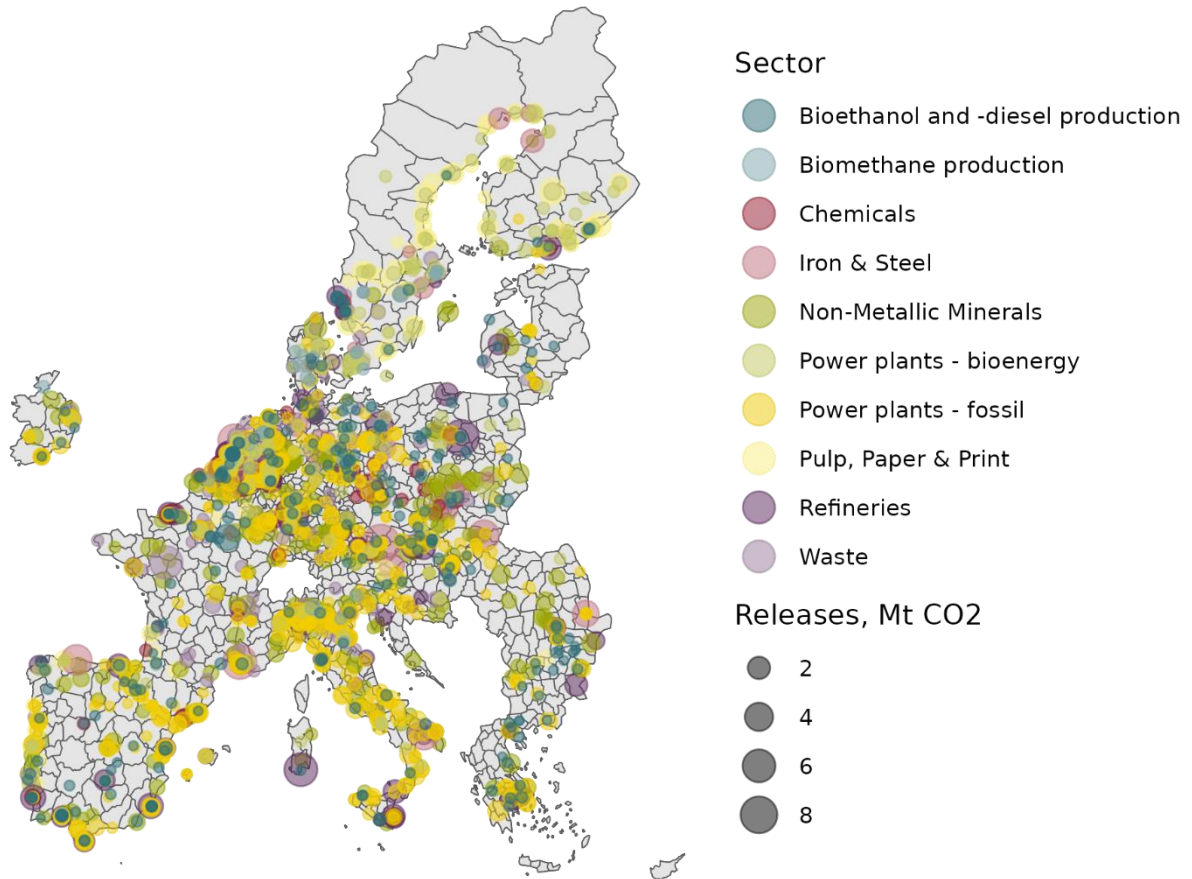 Sector
Bioethanol and -diesel production
Biomethane production
Chemicals
Iron & Steel
Non-Metallic Minerals
Power plants - bioenergy
Power plants - fossil
Pulp, Paper & Print
Refineries
Waste
Releases, Mt CO2
2
4
6
8